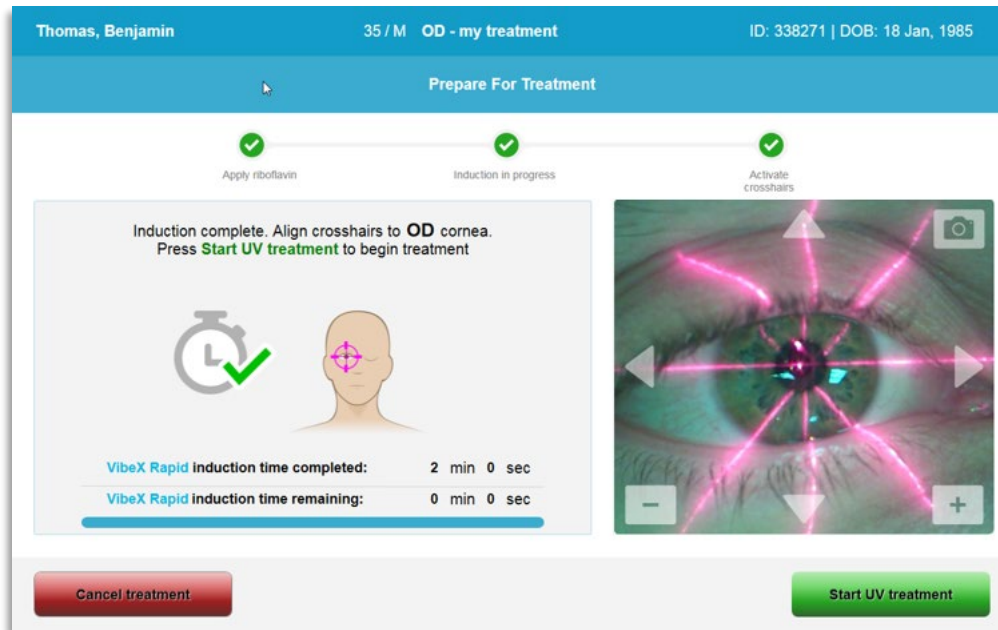 Thomas, Benjamin 35 / M OD - my treatment ID: 338271 | DOB: 18 Jan, 1985
Prepare For Treatment
Apply riboflavin
Induction in progress
Activate
crosshairs
Induction complete. Align crosshairs to OD cornea.
Press Start UV treatment to begin treatment
VibeX Rapid induction time completed: 2 min 0 sec
VibeX Rapid induction time remaining: 0 min 0 sec
Cancel treatment
Start UV treatment